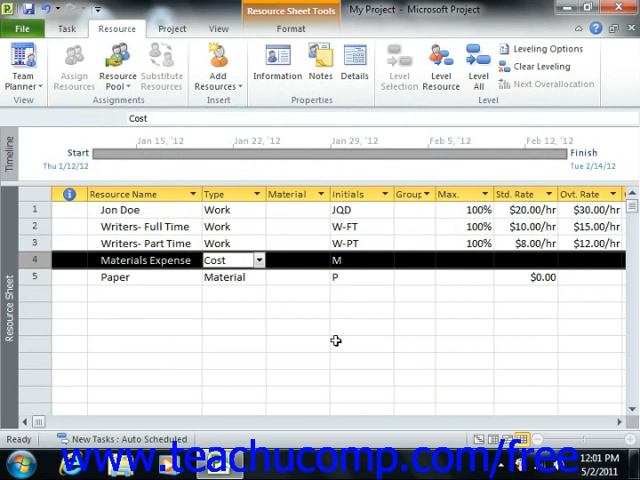 Resource Sheet Tools
My Project - Microsoft Project
File Task Resource Project View Format
Team Planner
Assign Resources
Resource Pool
Substitute Resources
Add Resources
Information
Notes
Details
Level Selection
Level Resource
Level All
Leveling Options
Clear Leveling
Next Overallocation
View Assignments Insert Properties Level
Cost
Timeline
Jan 15, '12 Jan 22, '12 Jan 29, '12 Feb 5, '12 Feb 12, '12
Start Finish
Thu 1/12/12 Tue 2/14/12
Resource Sheet
Resource Name Type Material Initials Group Max. Std. Rate Ovt. Rate
1 Jon Doe Work JQD 100% $20.00/hr $30.00/hr
2 Writers- Full Time Work W-FT 100% $10.00/hr $15.00/hr
3 Writers- Part Time Work W-PT 100% $8.00/hr $12.00/hr
4 Materials Expense Cost M
5 Paper Material P $0.00
Ready New Tasks : Auto Scheduled
www.teachucomp.com/free
12:01 PM
5/2/2011